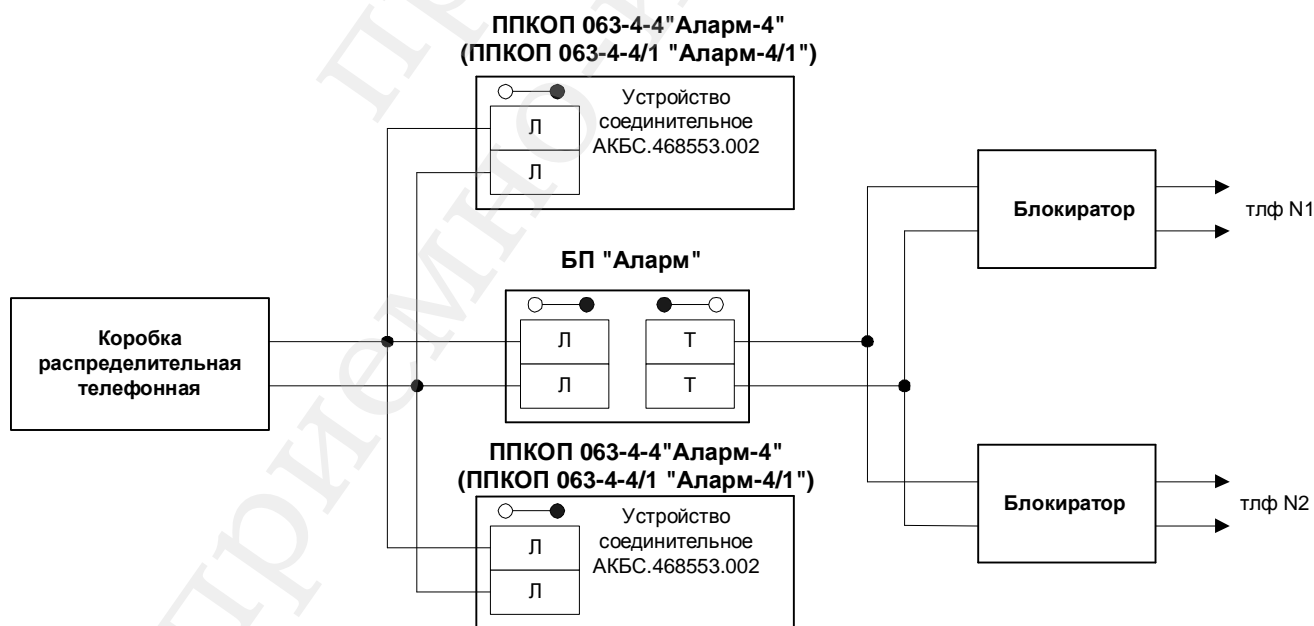 ППКОП 063-4-4"Аларм-4"
(ППКОП 063-4-4/1 "Аларм-4/1")
Устройство
соединительное
АКБС.468553.002
Л
Л
БП "Аларм"
Л
Л
Т
Т
Коробка
распределительная
телефонная
Блокиратор
тлф N1
ППКОП 063-4-4"Аларм-4"
(ППКОП 063-4-4/1 "Аларм-4/1")
Устройство
соединительное
АКБС.468553.002
Л
Л
Блокиратор
тлф N2